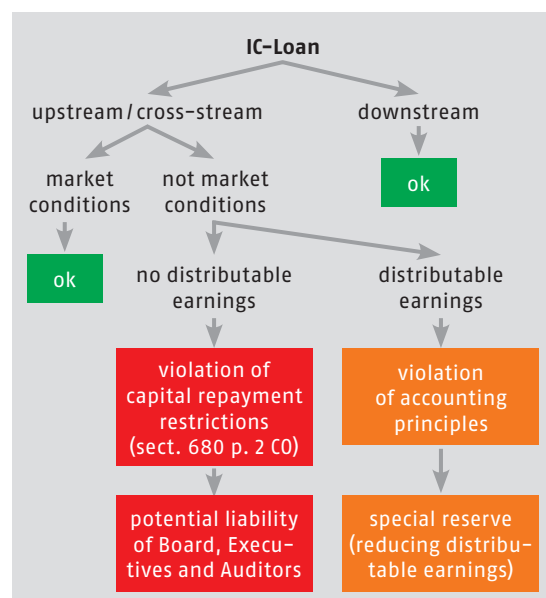 IC–Loan
upstream/cross–stream
downstream
market
conditions
not market
conditions
ok
ok
no distributable
earnings
distributable
earnings
violation of
capital repayment
restrictions
(sect. 680 p. 2 CO)
violation
of accounting
principles
potential liability
of Board, Execu–
tives and Auditors
special reserve
(reducing distribu–
table earnings)